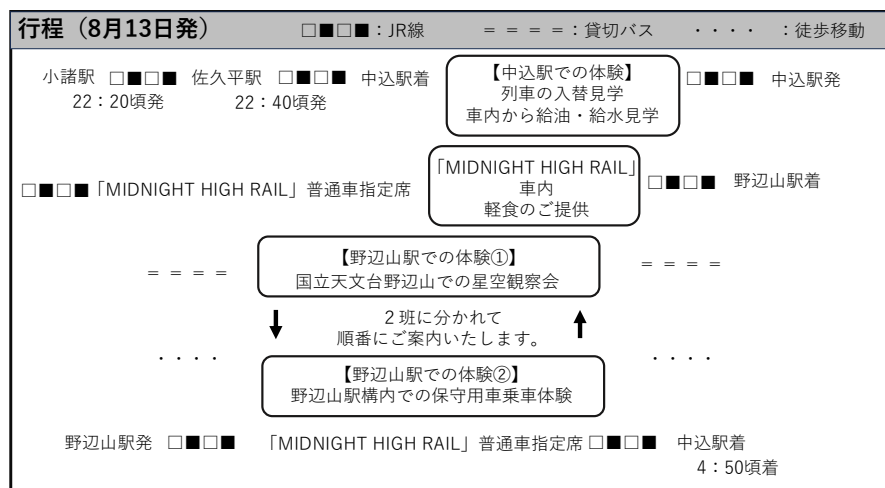 行程（8月13日発） □■□■：JR線 ＝＝＝＝：貸切バス ・・・・：徒歩移動
小諸駅 □■□■ 佐久平駅 □■□■ 中込駅着
22：20頃発 22：40頃発
【中込駅での体験】
列車の入替見学
車内から給油・給水見学
□■□■ 中込駅発
□■□■「MIDNIGHT HIGH RAIL」普通車指定席
「MIDNIGHT HIGH RAIL」
車内
軽食のご提供
□■□■ 野辺山駅着
＝＝＝＝
【野辺山駅での体験①】
国立天文台野辺山での星空観察会
＝＝＝＝
２班に分かれて
順番にご案内いたします。
・・・・
【野辺山駅での体験②】
野辺山駅構内での保守用車乗車体験
・・・・
野辺山駅発 □■□■ 「MIDNIGHT HIGH RAIL」普通車指定席 □■□■ 中込駅着
4：50頃着